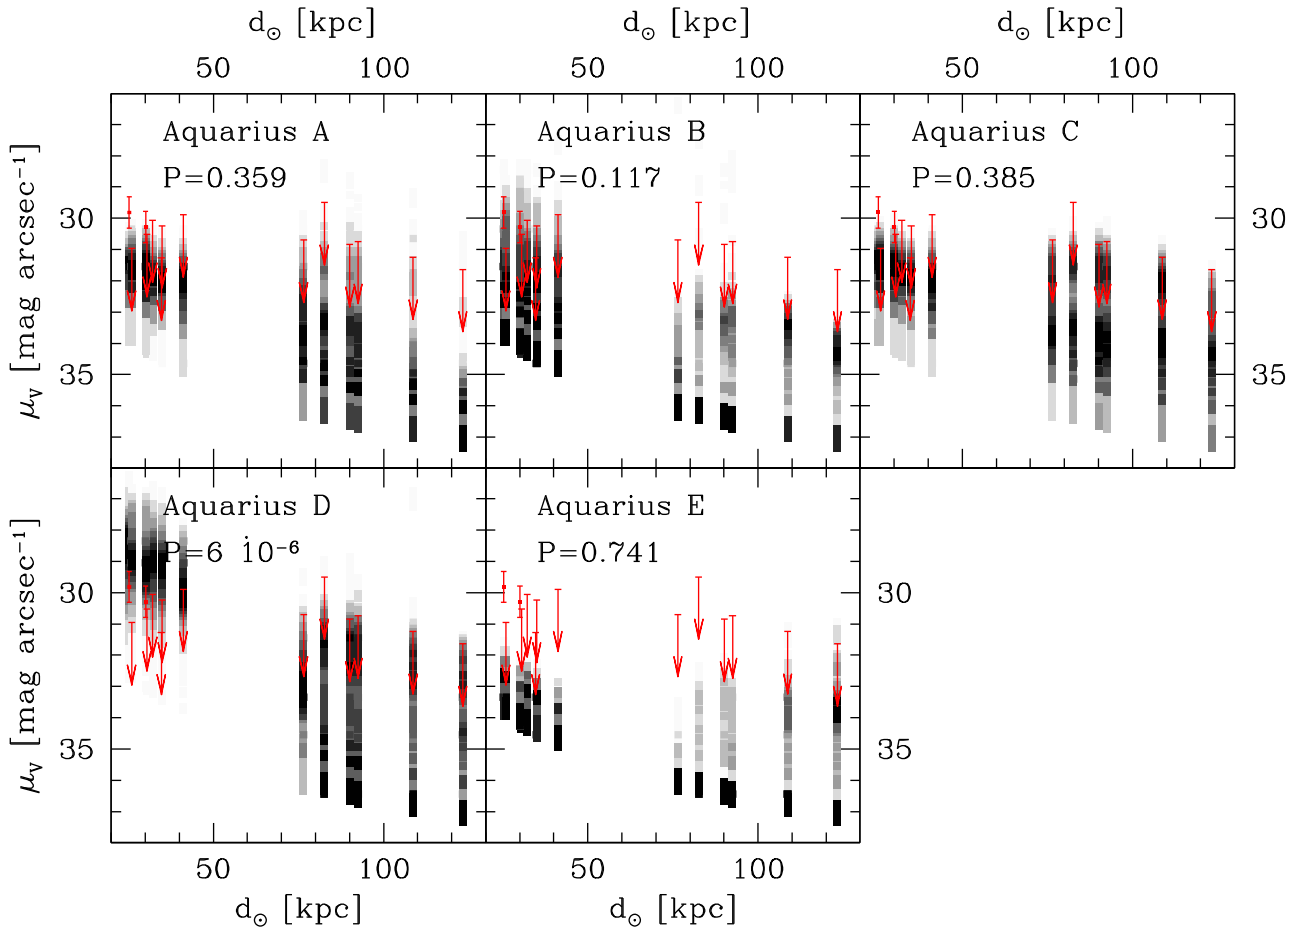 d☉ [kpc] d☉ [kpc] d☉ [kpc]
50 100 50 100 50 100
Aquarius A Aquarius B Aquarius C
P=0.359 P=0.117 P=0.385
30 30
35 35
μV [mag arcsec⁻¹]
Aquarius D Aquarius E
P=6 i̇10⁻⁶ P=0.741
30 30
35 35
μV [mag arcsec⁻¹]
50 100 50 100
d☉ [kpc] d☉ [kpc]